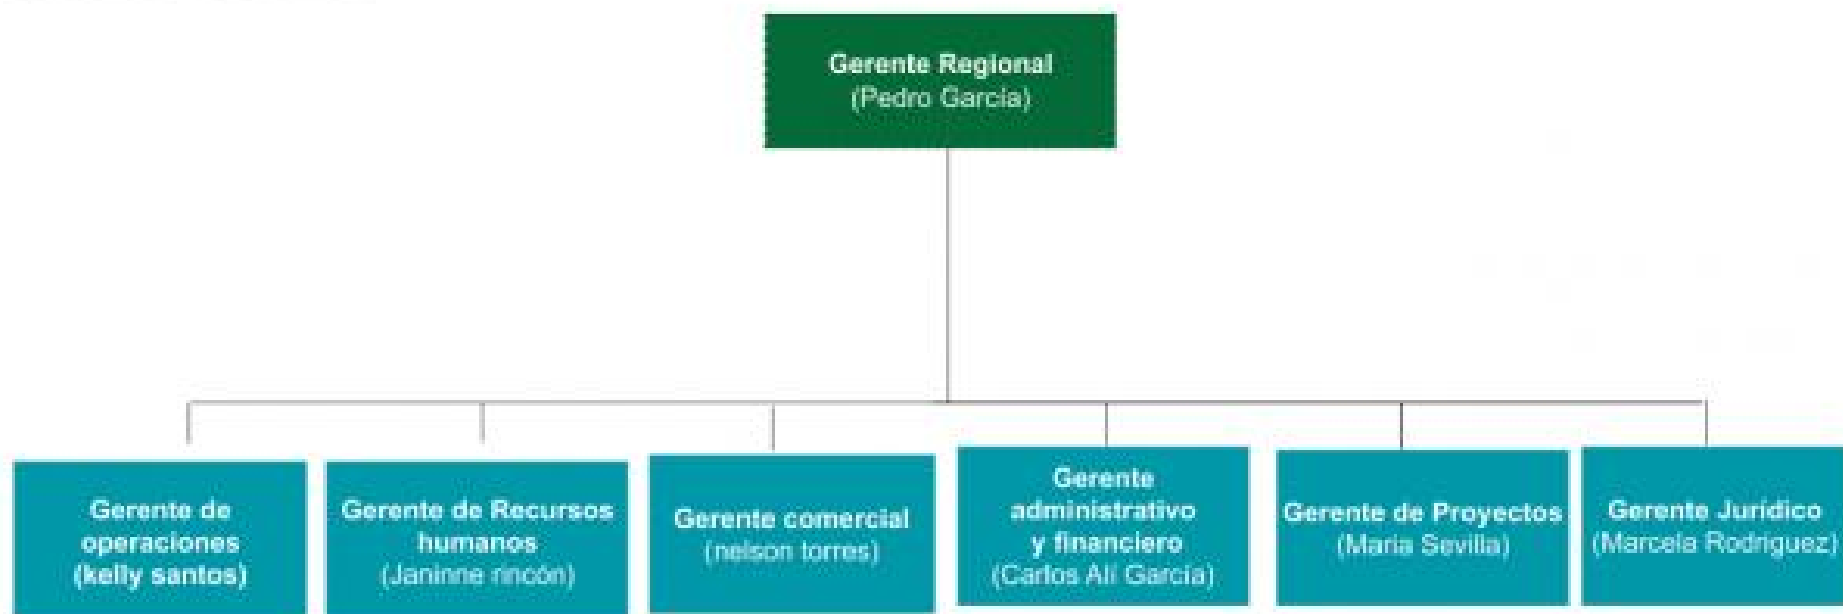 Gerente Regional
(Pedro García)
Gerente de
operaciones
(kelly santos)
Gerente de Recursos
humanos
(Janinne rincón)
Gerente comercial
(nelson torres)
Gerente
administrativo
y financiero
(Carlos Alí García)
Gerente de Proyectos
(Maria Sevilla)
Gerente Jurídico
(Marcela Rodriguez)